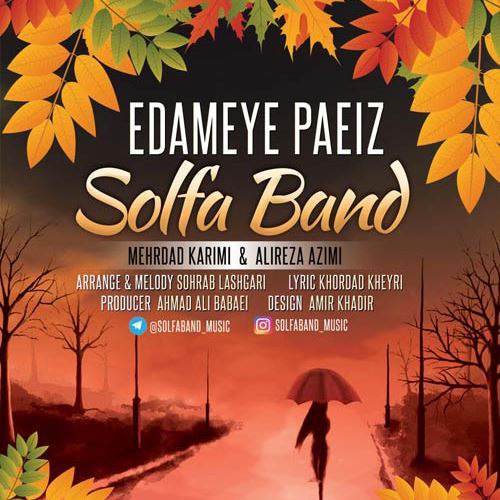 EDAMEYE PAEIZ
Solfa Band
MEHRDAD KARIMI & ALIREZA AZIMI
ARRANGE & MELODY SOHRAB LASHGARI LYRIC KHORDAD KHEYRI
PRODUCER AHMAD ALI BABAEI DESIGN AMIR KHADIR
@SOLFABAND_MUSIC SOLFABAND_MUSIC